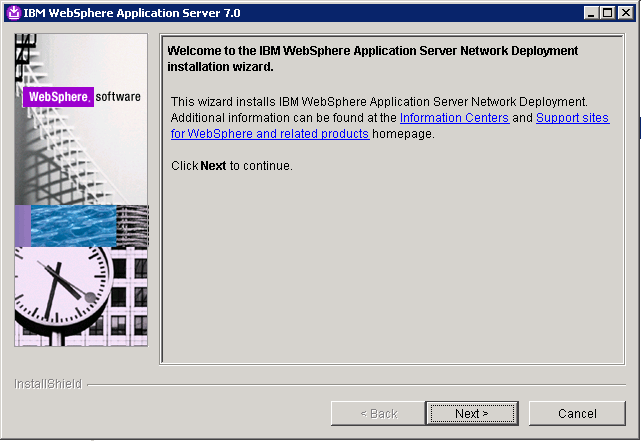 IBM WebSphere Application Server 7.0
WebSphere. software
Welcome to the IBM WebSphere Application Server Network Deployment
installation wizard.
This wizard installs IBM WebSphere Application Server Network Deployment.
Additional information can be found at the Information Centers and Support sites
for WebSphere and related products homepage.
Click Next to continue.
InstallShield
< Back
Next >
Cancel